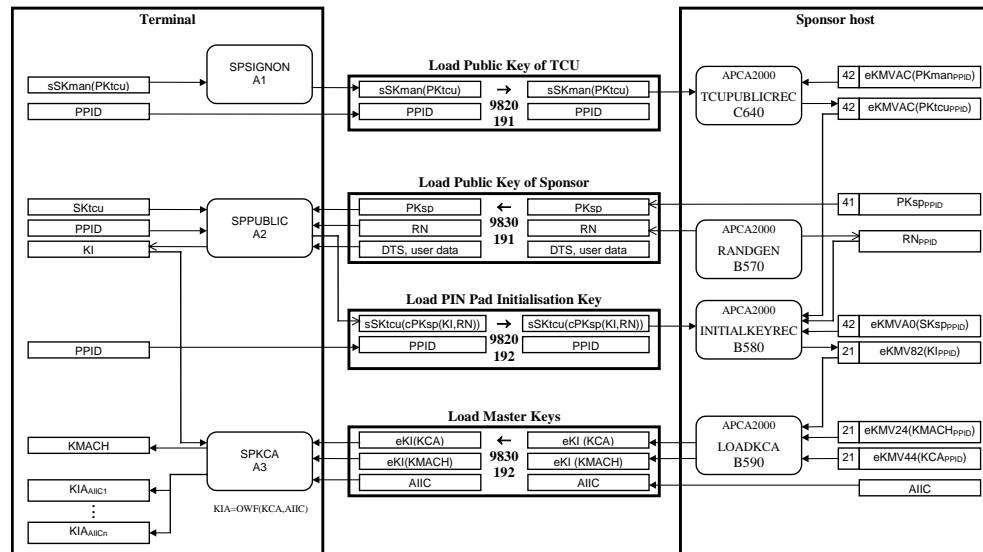 Terminal
Sponsor host
SPSIGNON
A1
sSKman(PKtcu)
PPID
Load Public Key of TCU
sSKman(PKtcu) → sSKman(PKtcu)
PPID 9820 191 PPID
APCA2000
TCUPUBLICREC
C640
42 eKMVAC(PKmanPPID)
42 eKMVAC(PKtcuPPID)
Load Public Key of Sponsor
SKtcu
PPID
KI
SPPUBLIC
A2
PKsp ← PKsp
RN 9830 RN
191
DTS, user data DTS, user data
APCA2000
RANDGEN
B570
41 PKspPPID
RNPPID
Load PIN Pad Initialisation Key
sSKtcu(cPKsp(KI,RN)) → sSKtcu(cPKsp(KI,RN))
PPID
PPID 9820 192 PPID
APCA2000
INITIALKEYREC
B580
42 eKMVA0(SKspPPID)
21 eKMV82(KIPPID)
Load Master Keys
KMACH
SPKCA
A3
eKI(KCA) ← eKI (KCA)
eKI(KMACH) 9830 eKI (KMACH)
AIIC 192 AIIC
APCA2000
LOADKCA
B590
21 eKMV24(KMACHPPID)
21 eKMV44(KCAPPID)
AIIC
KIAAIIC1
⋮
KIAAIICn
KIA=OWF(KCA,AIIC)